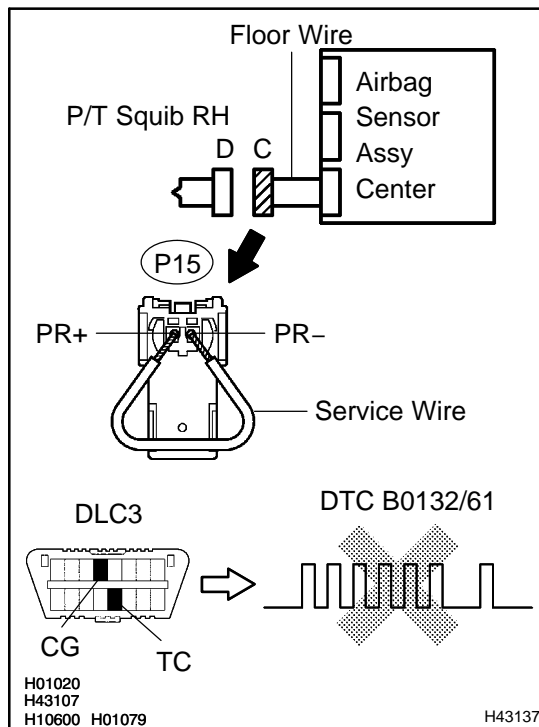 Floor Wire
Airbag
Sensor
Assy
Center
P/T Squib RH
D C
P15
PR+ PR−
Service Wire
DLC3
DTC B0132/61
CG
TC
H01020
H43107
H10600 H01079
H43137